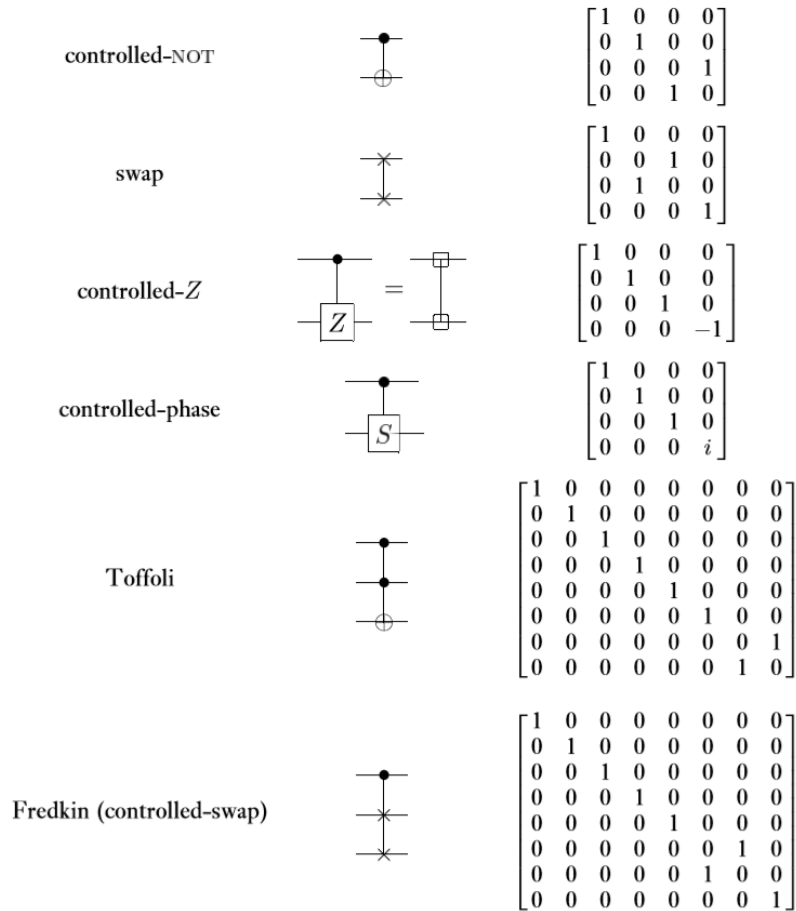 controlled-NOT
1 0 0 0
0 1 0 0
0 0 0 1
0 0 1 0
swap
1 0 0 0
0 0 1 0
0 1 0 0
0 0 0 1
controlled-Z
Z =
1 0 0 0
0 1 0 0
0 0 1 0
0 0 0 −1
controlled-phase
S
1 0 0 0
0 1 0 0
0 0 1 0
0 0 0 i
Toffoli
1 0 0 0 0 0 0 0
0 1 0 0 0 0 0 0
0 0 1 0 0 0 0 0
0 0 0 1 0 0 0 0
0 0 0 0 1 0 0 0
0 0 0 0 0 1 0 0
0 0 0 0 0 0 0 1
0 0 0 0 0 0 1 0
Fredkin (controlled-swap)
1 0 0 0 0 0 0 0
0 1 0 0 0 0 0 0
0 0 1 0 0 0 0 0
0 0 0 1 0 0 0 0
0 0 0 0 1 0 0 0
0 0 0 0 0 0 1 0
0 0 0 0 0 1 0 0
0 0 0 0 0 0 0 1